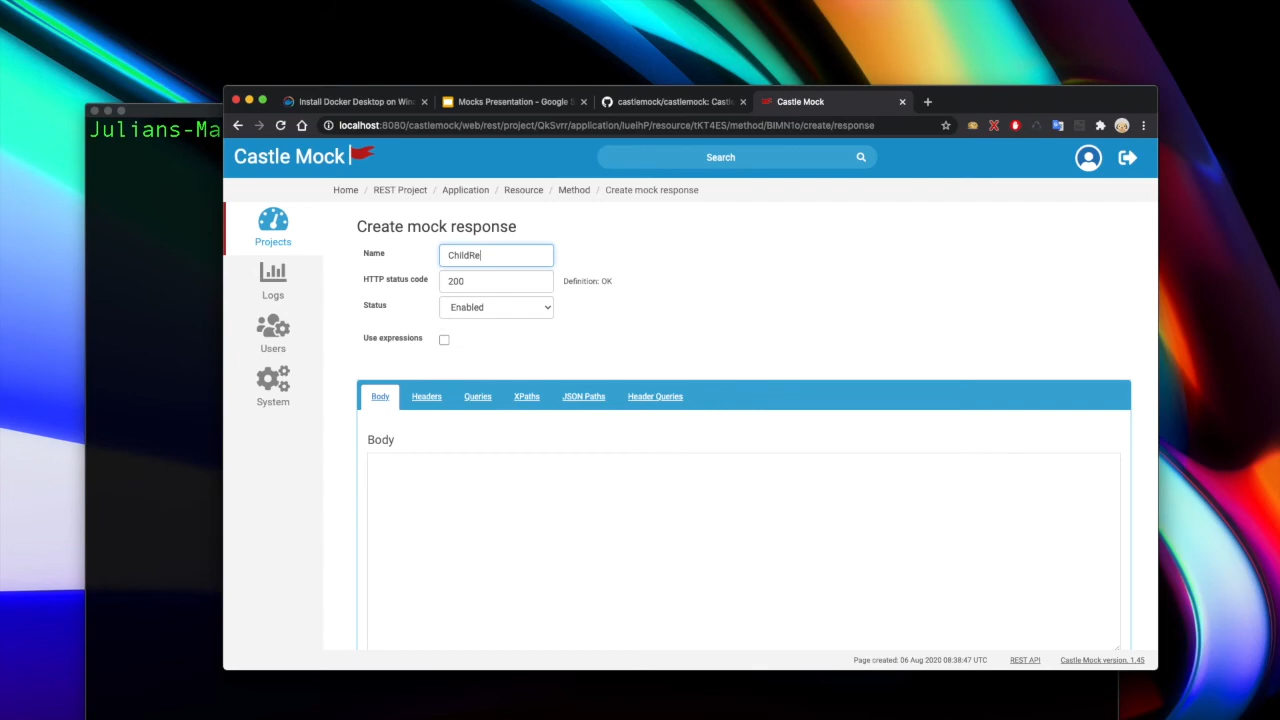 Install Docker Desktop on Win
Mocks Presentation - Google S
castlemock/castlemock: Castl
Castle Mock
Julians-Ma
localhost:8080/castlemock/web/rest/project/QkSvrr/application/IueihP/resource/tKT4ES/method/BIMN1o/create/response
Castle Mock
Search
Home / REST Project / Application / Resource / Method / Create mock response
Projects
Logs
Users
System
Create mock response
Name ChildRe
HTTP status code 200 Definition: OK
Status Enabled
Use expressions
Body Headers Queries XPaths JSON Paths Header Queries
Body
Page created: 06 Aug 2020 08:38:47 UTC REST API Castle Mock version. 1.45